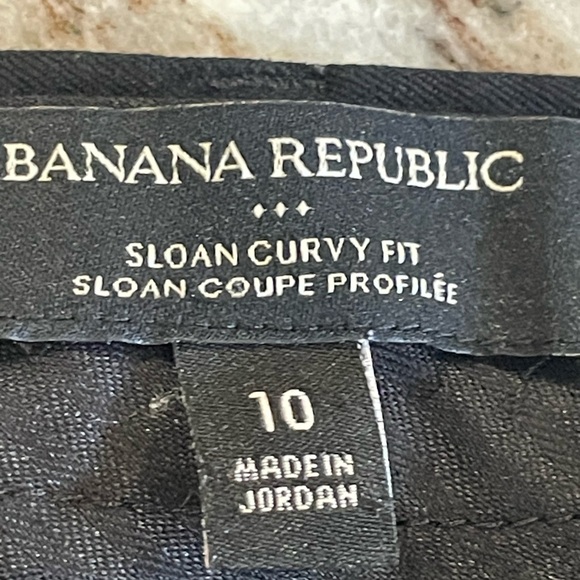 BANANA REPUBLIC
SLOAN CURVY FIT
SLOAN COUPE PROFILÉE
10
MADE IN
JORDAN